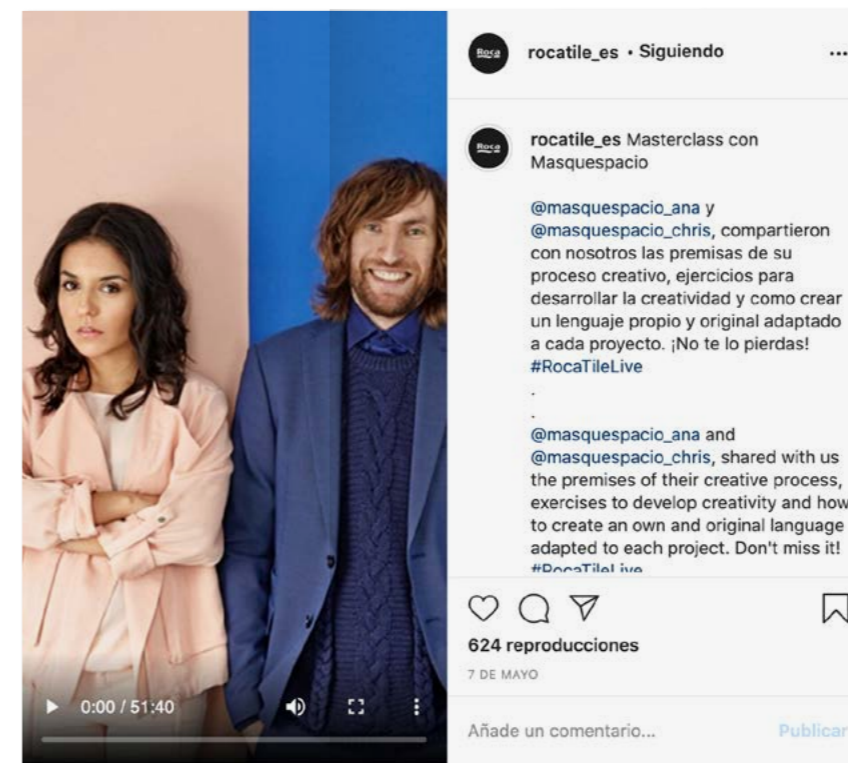 Roca
rocatile_es • Siguiendo
...
Roca
rocatile_es Masterclass con
Masquespacio
@masquespacio_ana y
@masquespacio_chris, compartieron
con nosotros las premisas de su
proceso creativo, ejercicios para
desarrollar la creatividad y como crear
un lenguaje propio y original adaptado
a cada proyecto. ¡No te lo pierdas!
#RocaTileLive
.
.
@masquespacio_ana and
@masquespacio_chris, shared with us
the premises of their creative process,
exercises to develop creativity and how
to create an own and original language
adapted to each project. Don't miss it!
#RocaTileLive
624 reproducciones
7 DE MAYO
0:00 / 51:40
Añade un comentario... Publicar